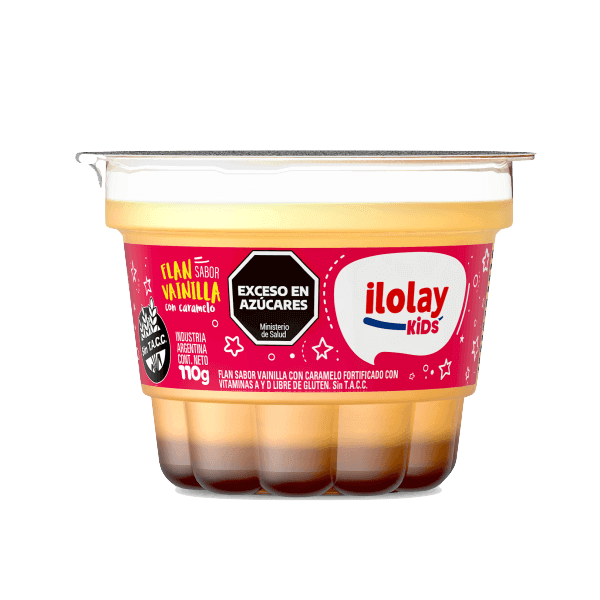 FLAN SABOR
VAINILLA
con caramelo
Sin T.A.C.C.
INDUSTRIA
ARGENTINA
CONT. NETO
110g
EXCESO EN
AZÚCARES
Ministerio
de Salud
ilolay
KIDS
FLAN SABOR VAINILLA CON CARAMELO FORTIFICADO CON
VITAMINAS A Y D LIBRE DE GLUTEN. Sin T.A.C.C.